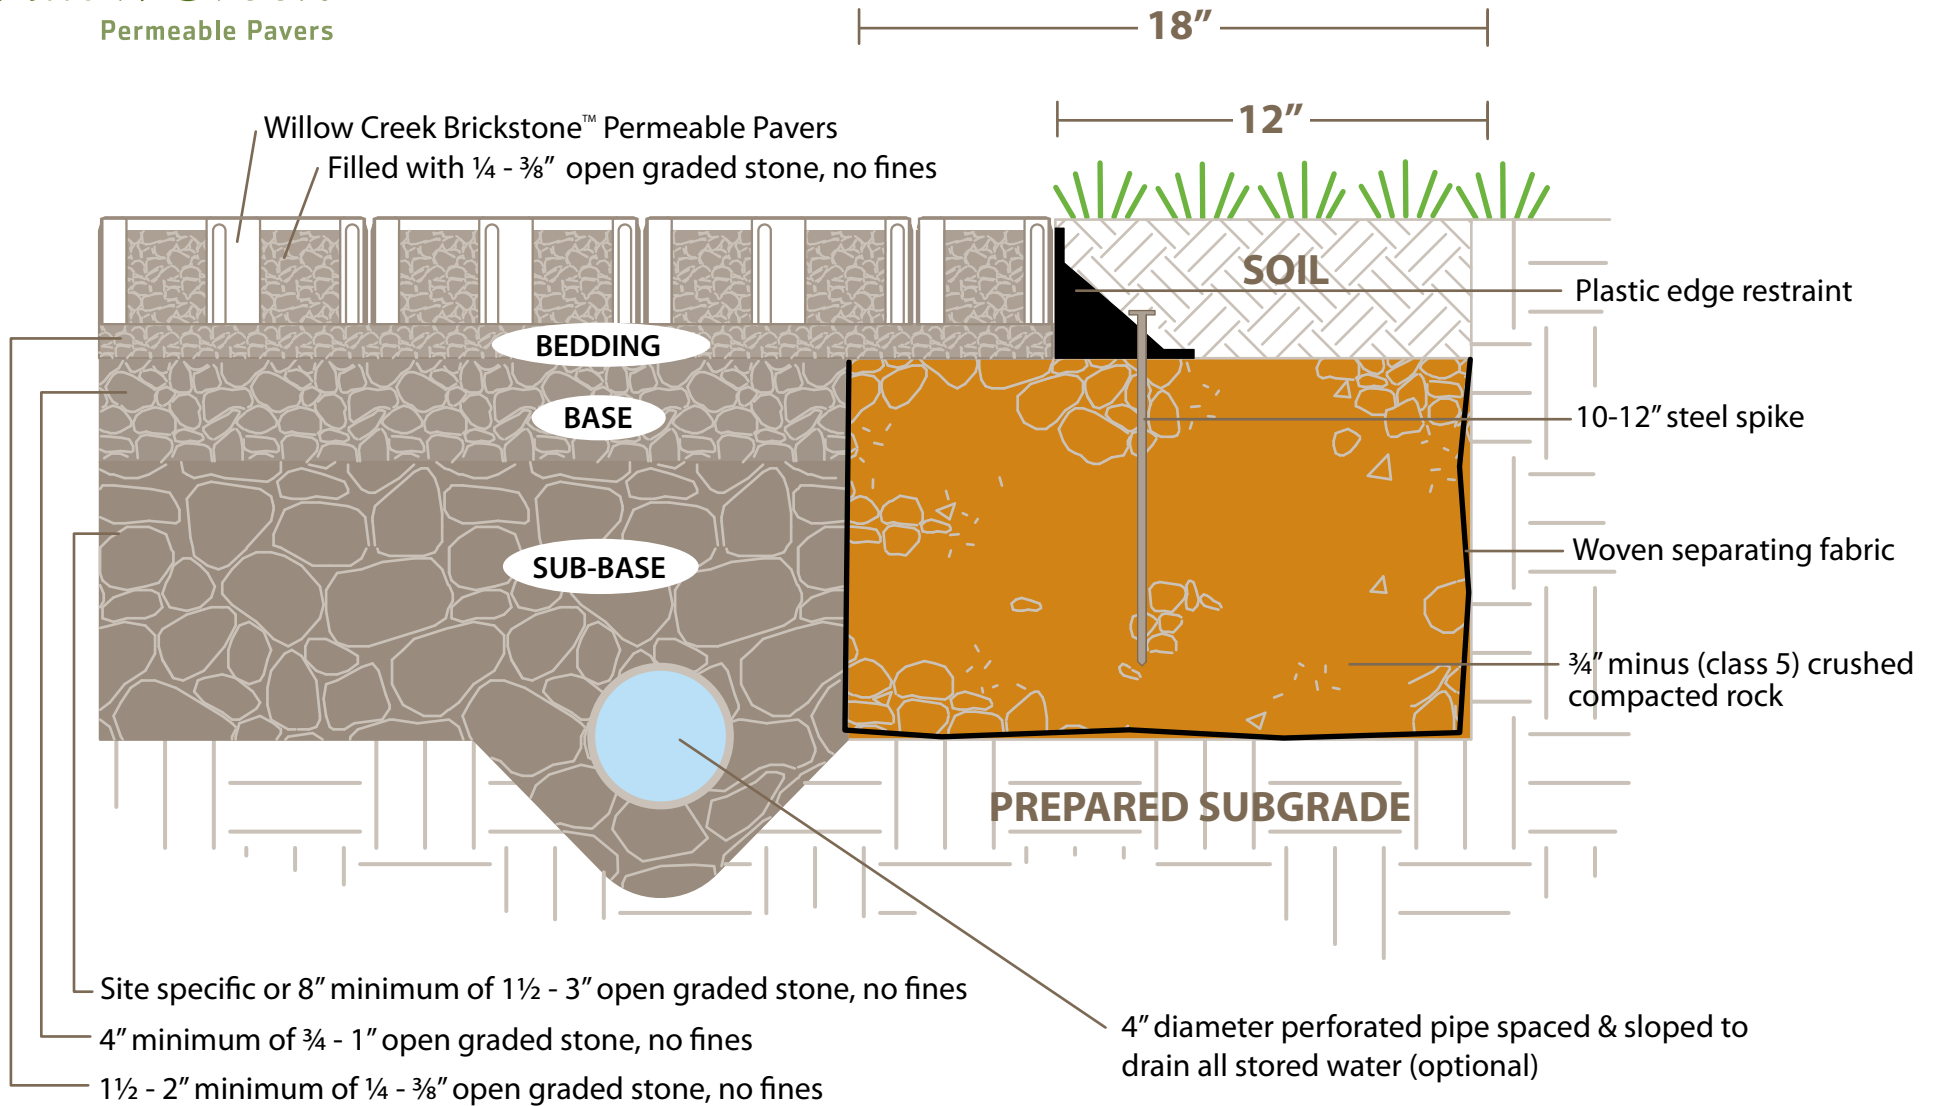 Permeable Pavers
18”
12”
Willow Creek Brickstone™ Permeable Pavers
Filled with ¼ - ⅜” open graded stone, no fines
SOIL
Plastic edge restraint
BEDDING
BASE
10-12” steel spike
SUB-BASE
Woven separating fabric
¾” minus (class 5) crushed
compacted rock
PREPARED SUBGRADE
Site specific or 8” minimum of 1½ - 3” open graded stone, no fines
4” minimum of ¾ - 1” open graded stone, no fines
1½ - 2” minimum of ¼ - ⅜” open graded stone, no fines
4” diameter perforated pipe spaced & sloped to
drain all stored water (optional)